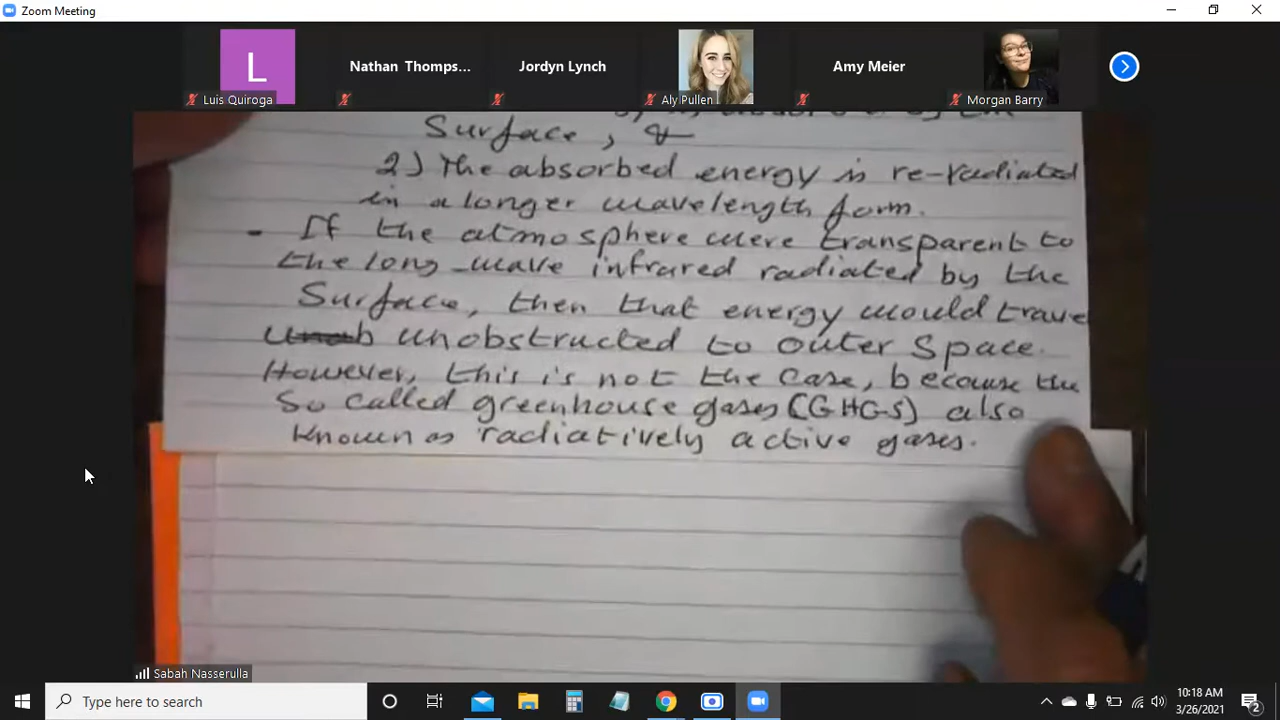 Zoom Meeting
L
Luis Quiroga
Nathan Thomps...
Jordyn Lynch
Aly Pullen
Amy Meier
Morgan Barry
Surface, &
2) The absorbed energy is re-radiated
in a longer wavelength form.
- If the atmosphere were transparent to
the long-wave infrared radiated by the
Surface, then that energy would trave
unobstructed to outer Space.
However, this is not the case, because the
So called greenhouse gases (GHGS) also
known as radiatively active gases.
Sabah Nasserulla
Type here to search
10:18 AM
3/26/2021
2